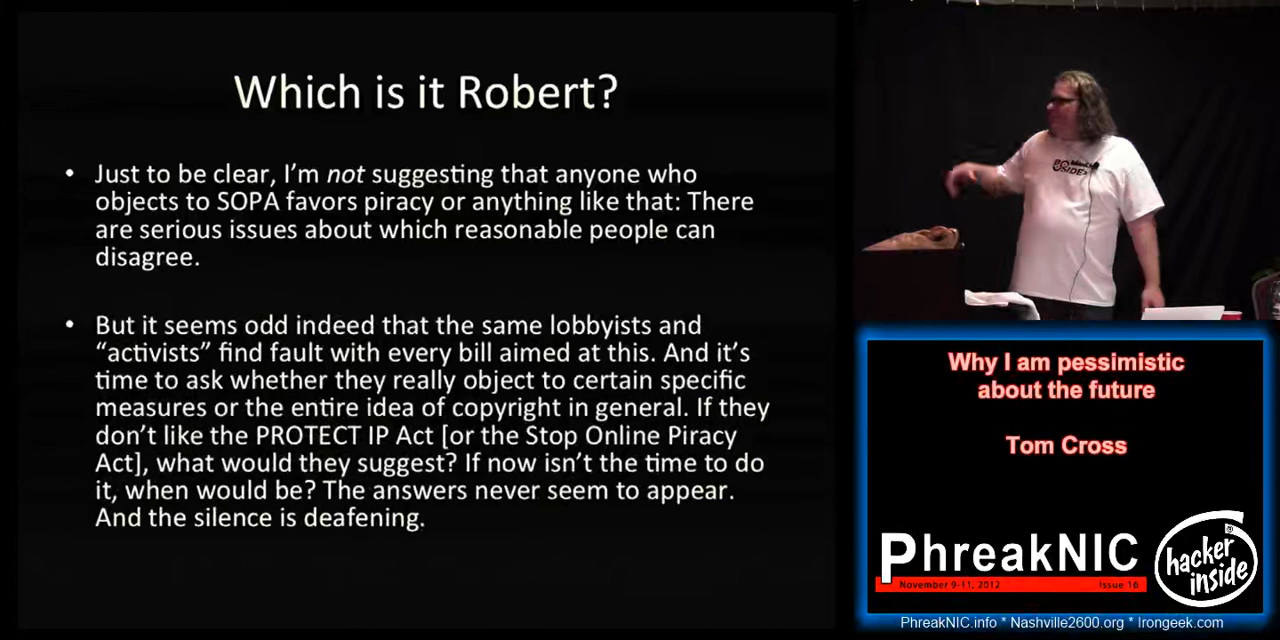 Which is it Robert?
• Just to be clear, I'm not suggesting that anyone who
objects to SOPA favors piracy or anything like that: There
are serious issues about which reasonable people can
disagree.
• But it seems odd indeed that the same lobbyists and
“activists” find fault with every bill aimed at this. And it's
time to ask whether they really object to certain specific
measures or the entire idea of copyright in general. If they
don't like the PROTECT IP Act [or the Stop Online Piracy
Act], what would they suggest? If now isn't the time to do
it, when would be? The answers never seem to appear.
And the silence is deafening.
Why I am pessimistic
about the future
Tom Cross
PhreakNIC
November 9-11, 2012 Issue 16
hacker
inside
PhreakNIC.info * Nashville2600.org * Irongeek.com